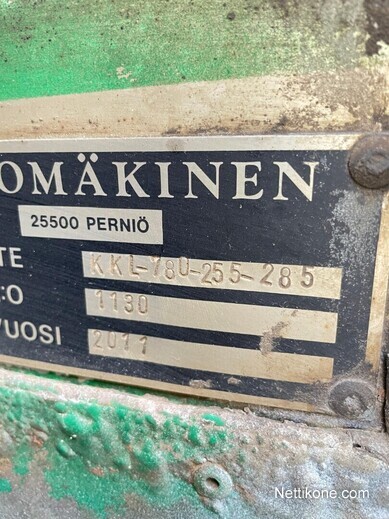 OMÄKINEN
25500 PERNIÖ
TE KKL-780-255-285
:O 1130
VUOSI 2011
Nettikone.com